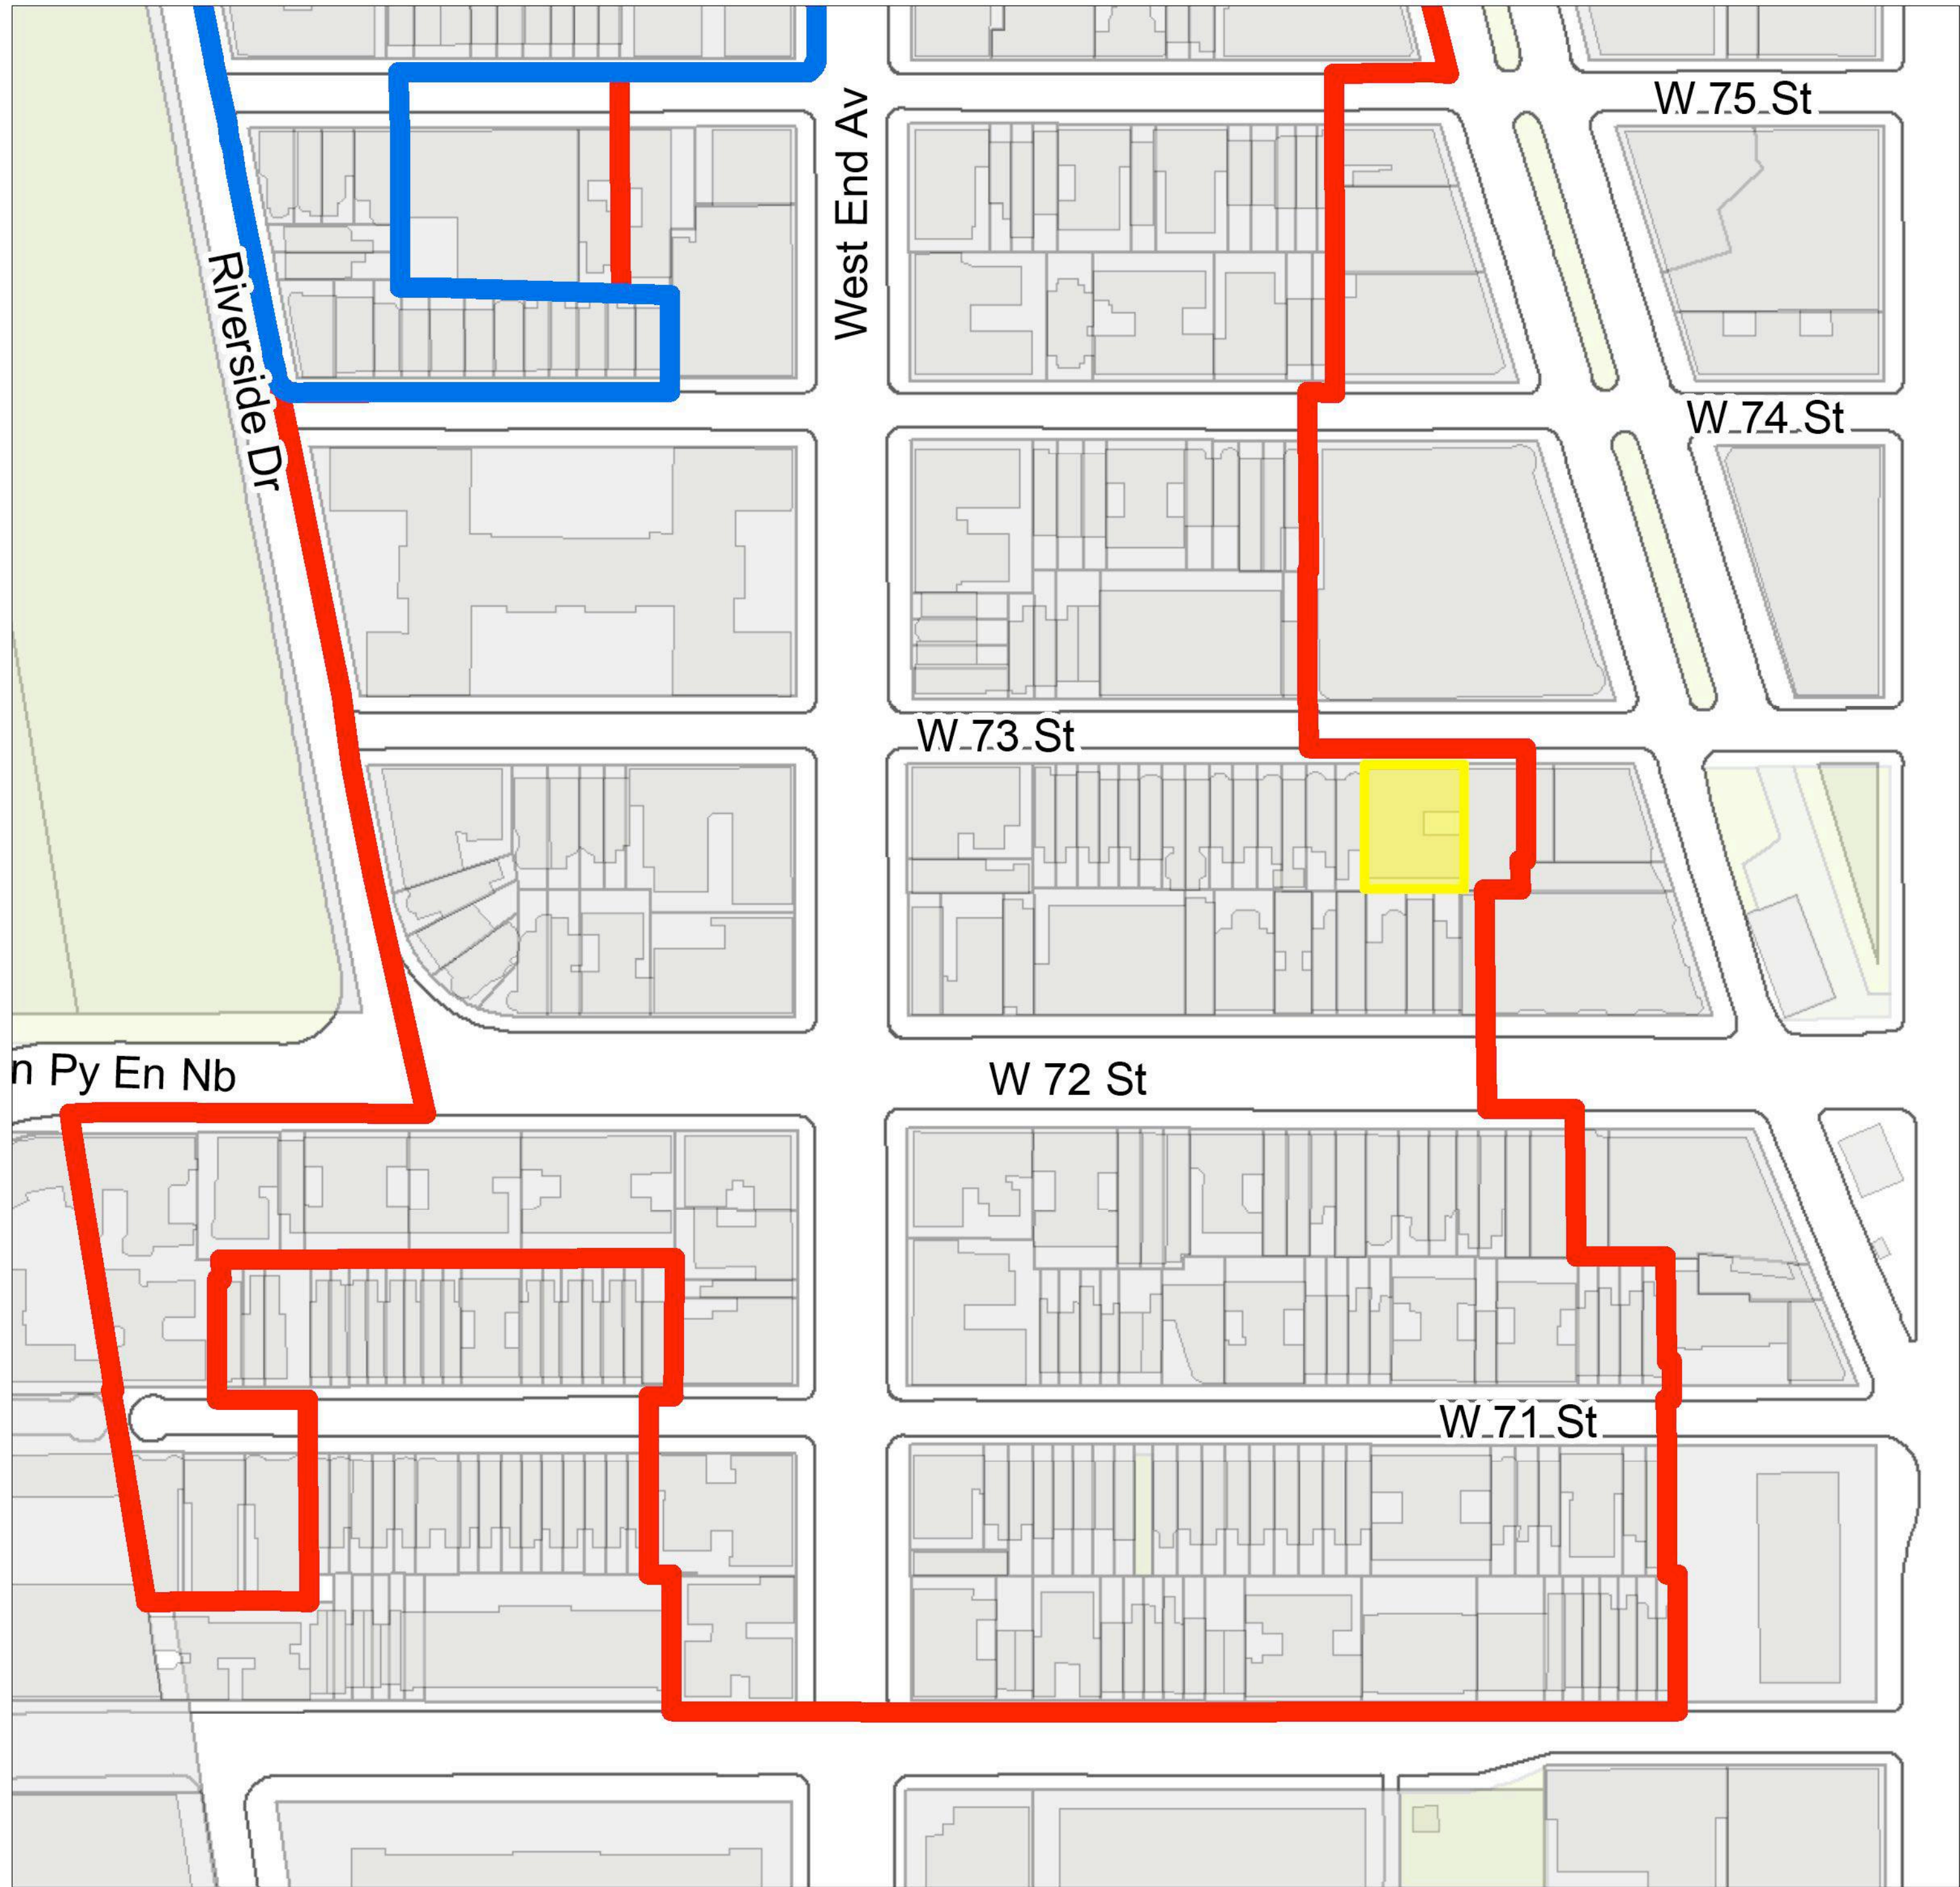 W 75 St
West End Av
Riverside Dr
W 74 St
W 73 St
n Py En Nb
W 72 St
W 71 St